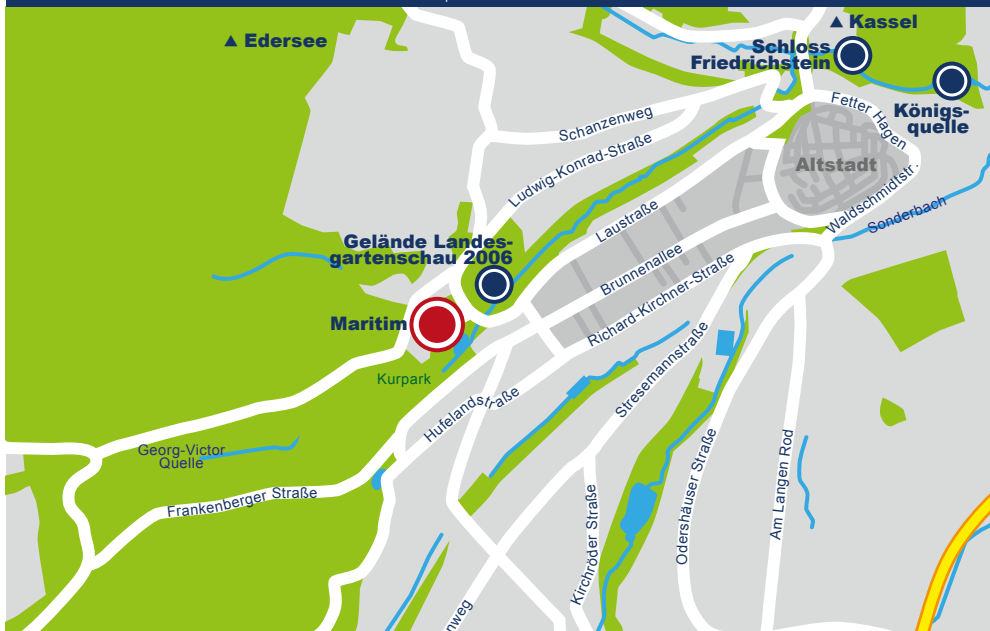 Edersee
Kassel
Schloss
Friedrichstein
Königs-
quelle
Fetter Hagen
Schanzenweg
Ludwig-Konrad-Straße
Altstadt
Waldschmidtstr.
Sonderbach
Laustraße
Gelände Landes-
gartenschau 2006
Brunnenallee
Richard-Kirchner-Straße
Maritim
Kurpark
Stresemannstraße
Hufelandstraße
Georg-Victor
Quelle
Frankenberger Straße
Odershäuser Straße
Am Langen Rod
Kirchröder Straße